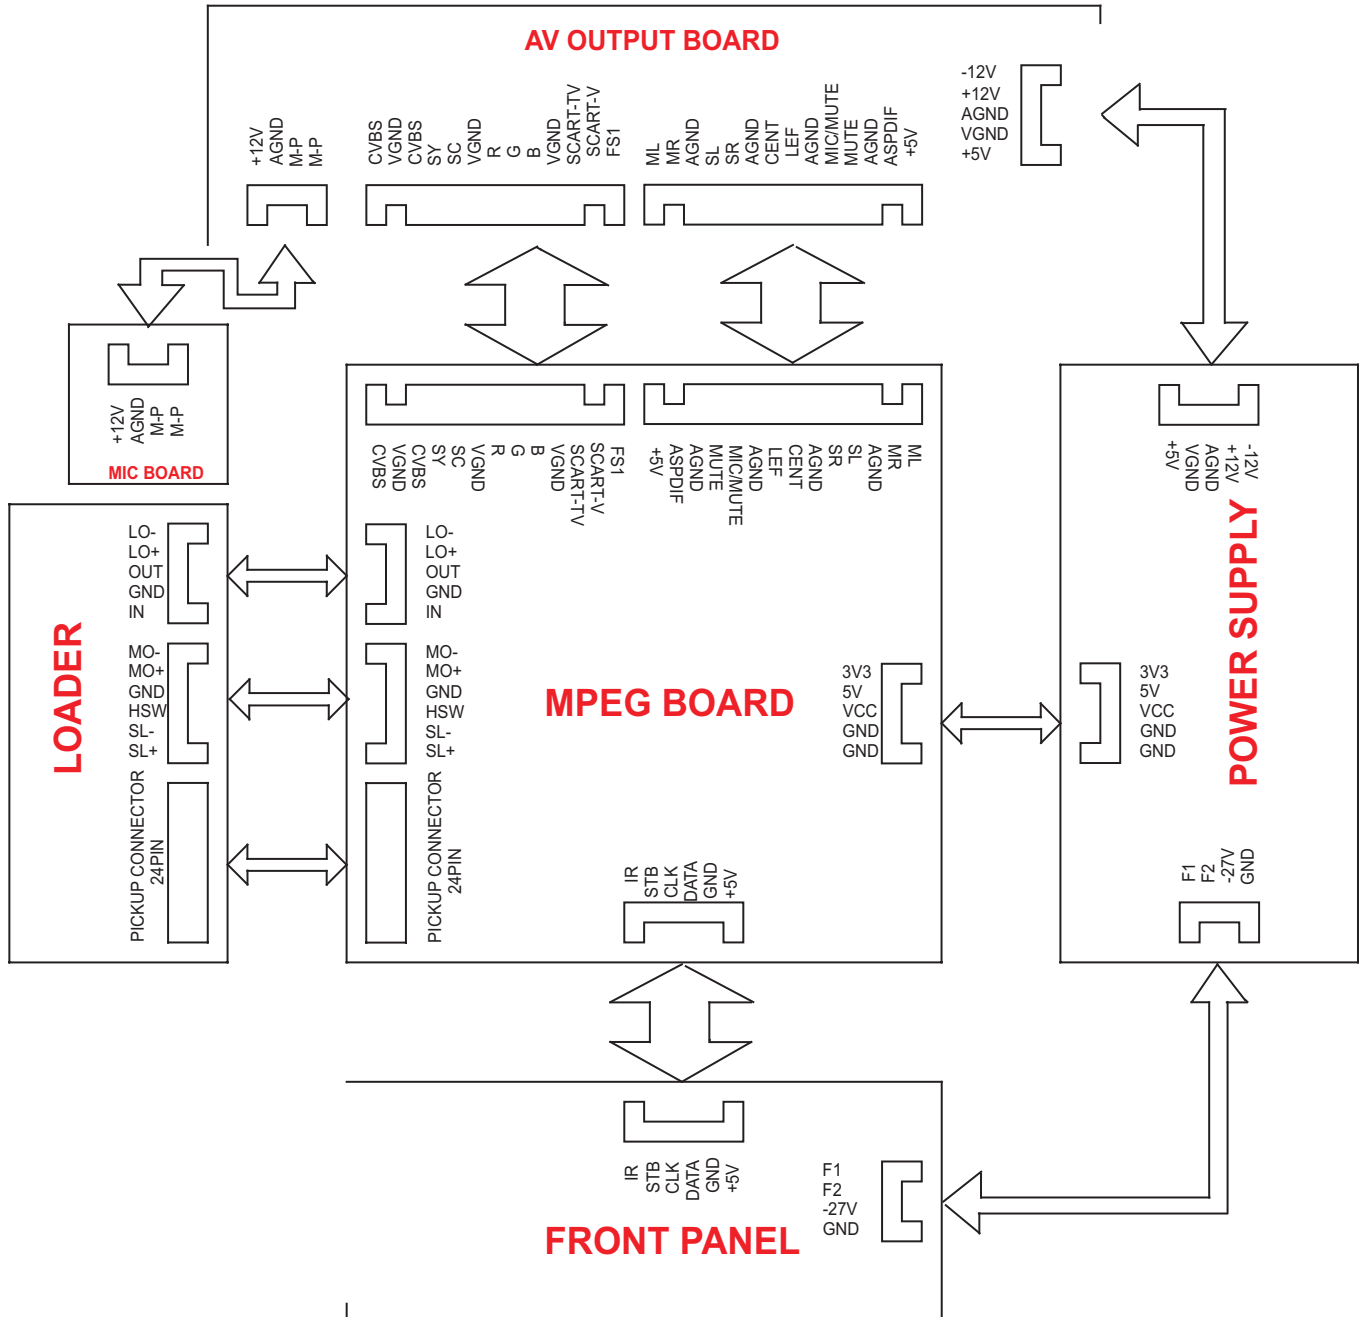 AV OUTPUT BOARD
-12V
+12V
AGND
VGND
+5V
+12V
AGND
M-P
M-P
CVBS
VGND
CVBS
SY
SC
VGND
R
G
B
VGND
SCART-TV
SCART-V
FS1
ML
MR
AGND
SL
SR
AGND
CENT
LEF
AGND
MIC/MUTE
MUTE
AGND
ASPDIF
+5V
+12V
AGND
M-P
M-P
MIC BOARD
CVBS
VGND
CVBS
SY
SC
VGND
R
G
B
VGND
SCART-TV
SCART-V
FS1
+5V
ASPDIF
AGND
MUTE
MIC/MUTE
AGND
LEF
CENT
AGND
SR
SL
AGND
MR
ML
+5V
VGND
AGND
+12V
-12V
LOADER
LO-
LO+
OUT
GND
IN
MO-
MO+
GND
HSW
SL-
SL+
PICKUP CONNECTOR
24PIN
LO-
LO+
OUT
GND
IN
MO-
MO+
GND
HSW
SL-
SL+
PICKUP CONNECTOR
24PIN
MPEG BOARD
3V3
5V
VCC
GND
GND
3V3
5V
VCC
GND
GND
POWER SUPPLY
IR
STB
CLK
DATA
GND
+5V
F1
F2
-27V
GND
IR
STB
CLK
DATA
GND
+5V
F1
F2
-27V
GND
FRONT PANEL